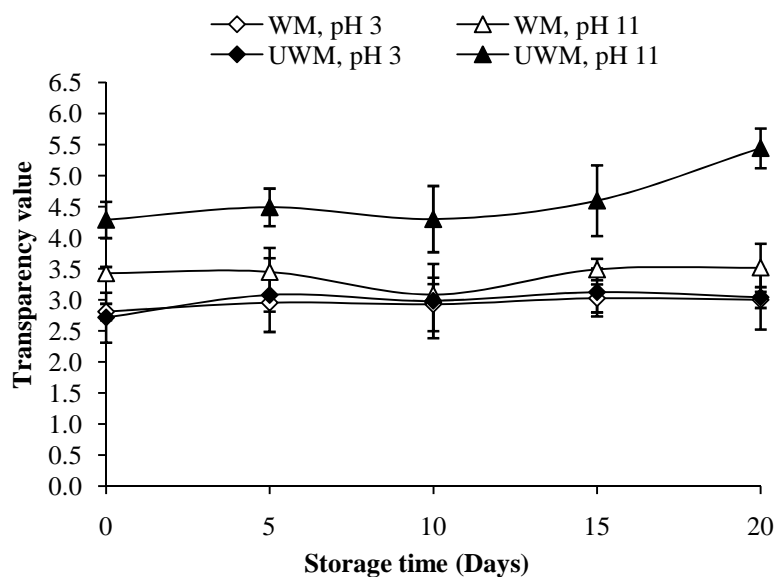 WM, pH 3 WM, pH 11
UWM, pH 3 UWM, pH 11
6.5
6.0
5.5
5.0
4.5
4.0
3.5
3.0
2.5
2.0
1.5
1.0
0.5
0.0
Transparency value
0 5 10 15 20
Storage time (Days)